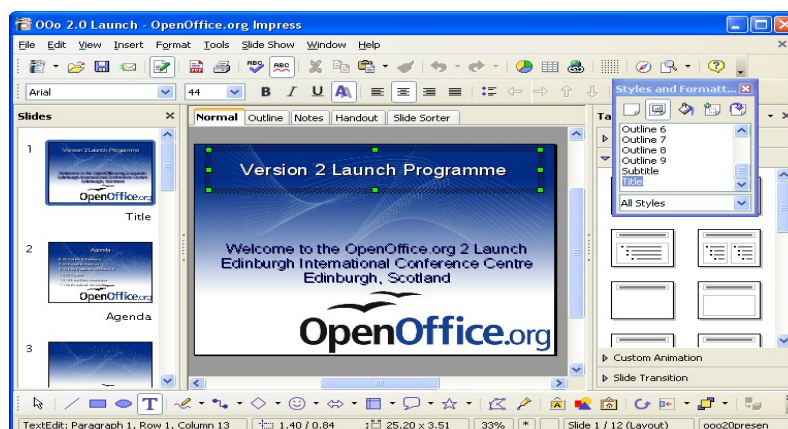 OOo 2.0 Launch - OpenOffice.org Impress
File Edit View Insert Format Tools Slide Show Window Help
Arial 44 B I U A
Slides
Normal Outline Notes Handout Slide Sorter
Styles and Formatt...
Outline 6
Outline 7
Outline 8
Outline 9
Subtitle
Title
All Styles
1
Version 2 Launch Programme
OpenOffice.org
Title
2
Agenda
OpenOffice.org
Agenda
3
Version 2 Launch Programme
Welcome to the OpenOffice.org 2 Launch
Edinburgh International Conference Centre
Edinburgh, Scotland
OpenOffice.org
Custom Animation
Slide Transition
TextEdit: Paragraph 1, Row 1, Column 13 1.40 / 0.84 25.20 x 3.51 33% * Slide 1 / 12 (Layout) ooo20presen